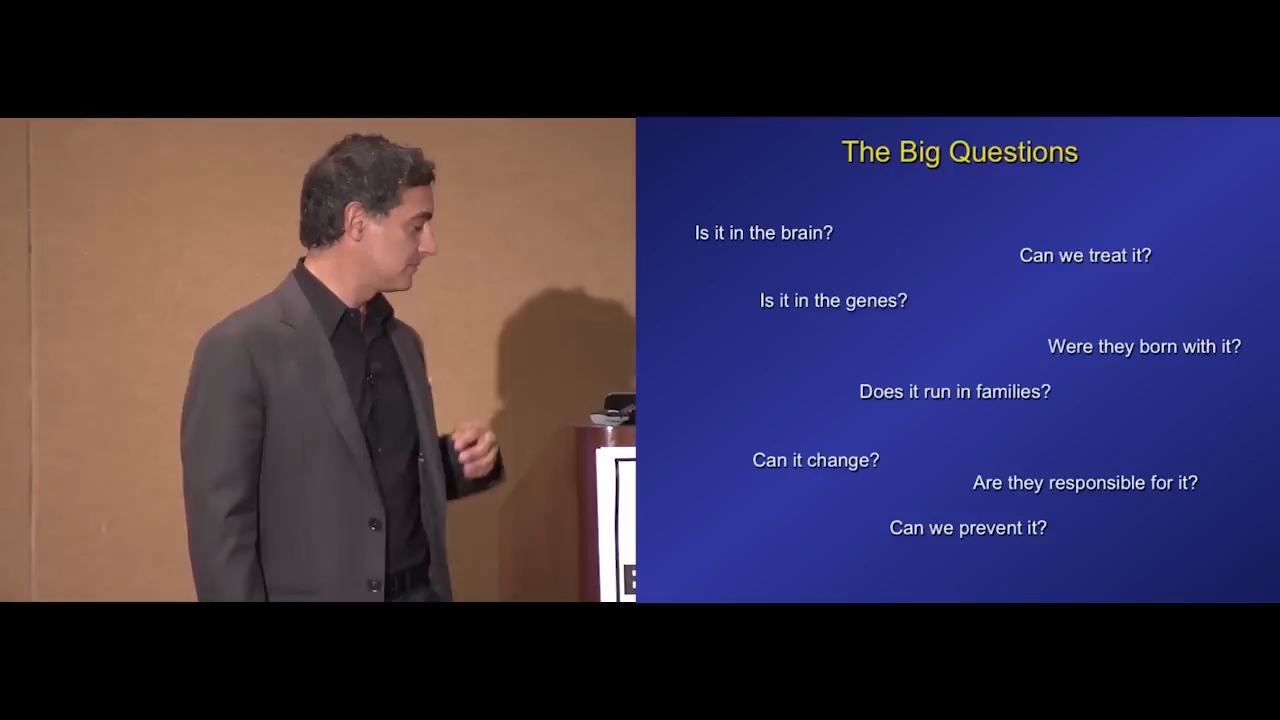 The Big Questions
Is it in the brain?
Can we treat it?
Is it in the genes?
Were they born with it?
Does it run in families?
Can it change?
Are they responsible for it?
Can we prevent it?